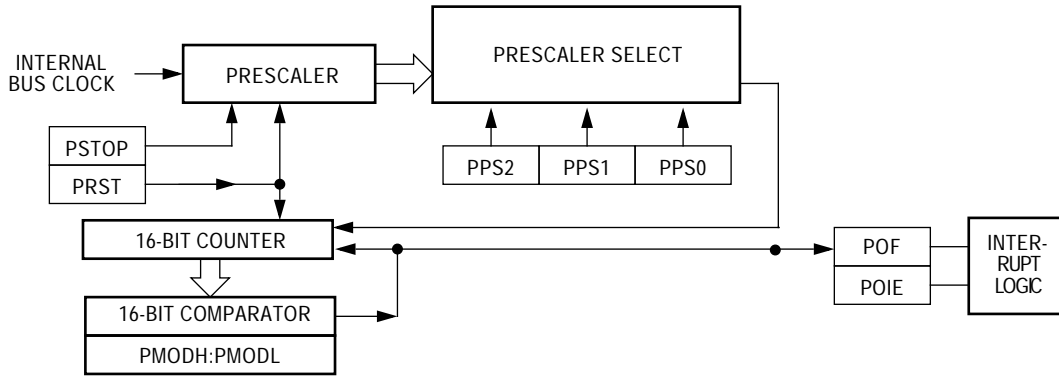 INTERNAL
BUS CLOCK
PRESCALER
PRESCALER SELECT
PSTOP
PRST
PPS2 PPS1 PPS0
16-BIT COUNTER
POF
POIE
INTER-
RUPT
LOGIC
16-BIT COMPARATOR
PMODH:PMODL